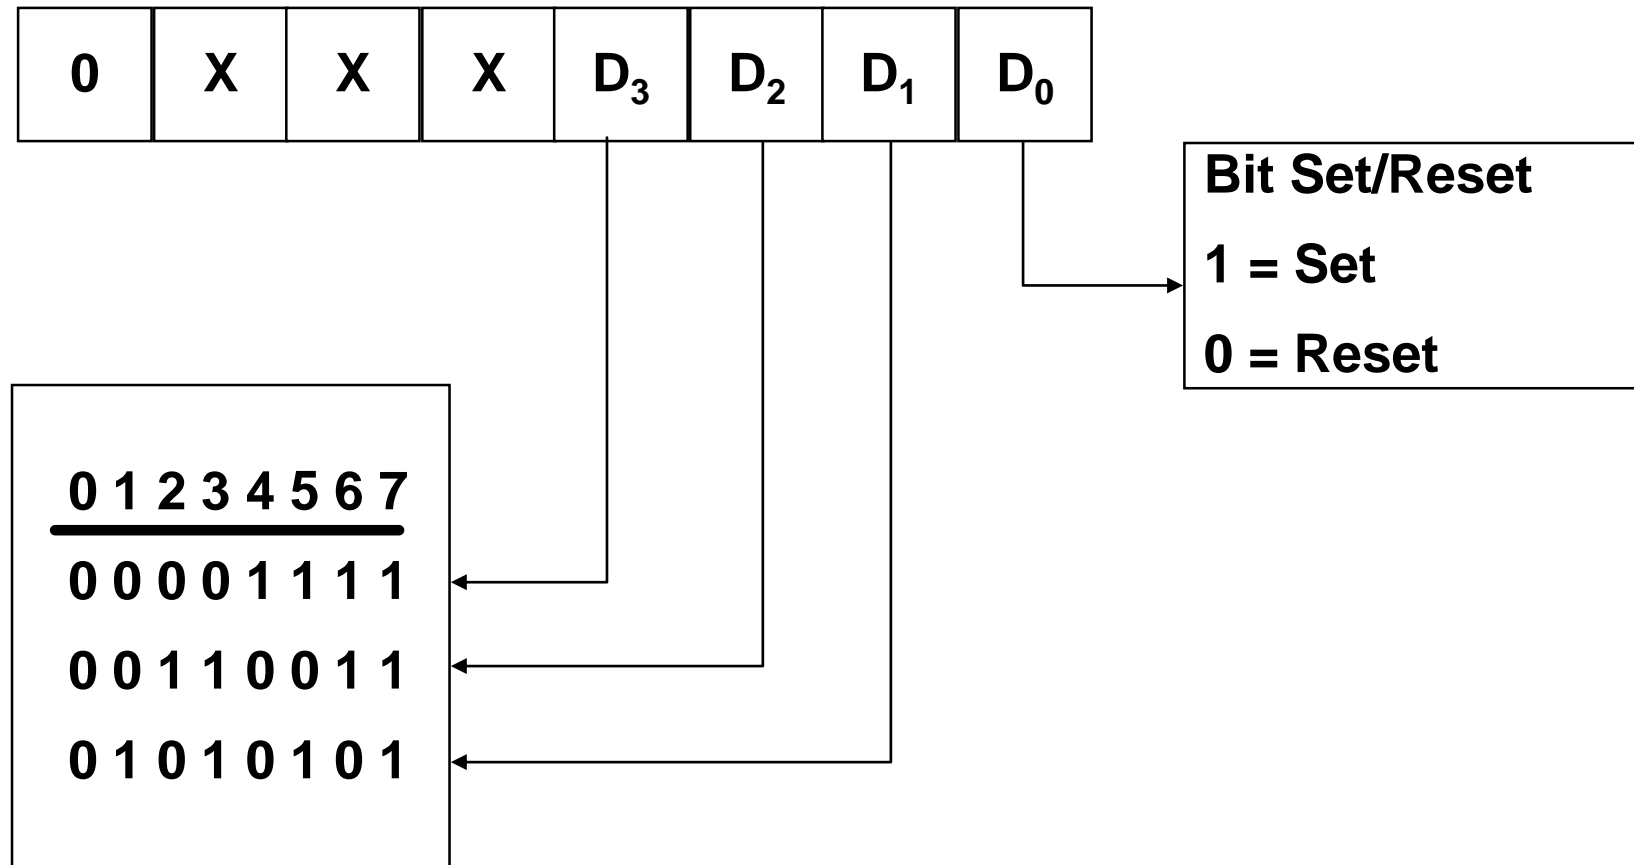 0 X X X D₃ D₂ D₁ D₀
Bit Set/Reset
1 = Set
0 = Reset
0 1 2 3 4 5 6 7
0 0 0 0 1 1 1 1
0 0 1 1 0 0 1 1
0 1 0 1 0 1 0 1